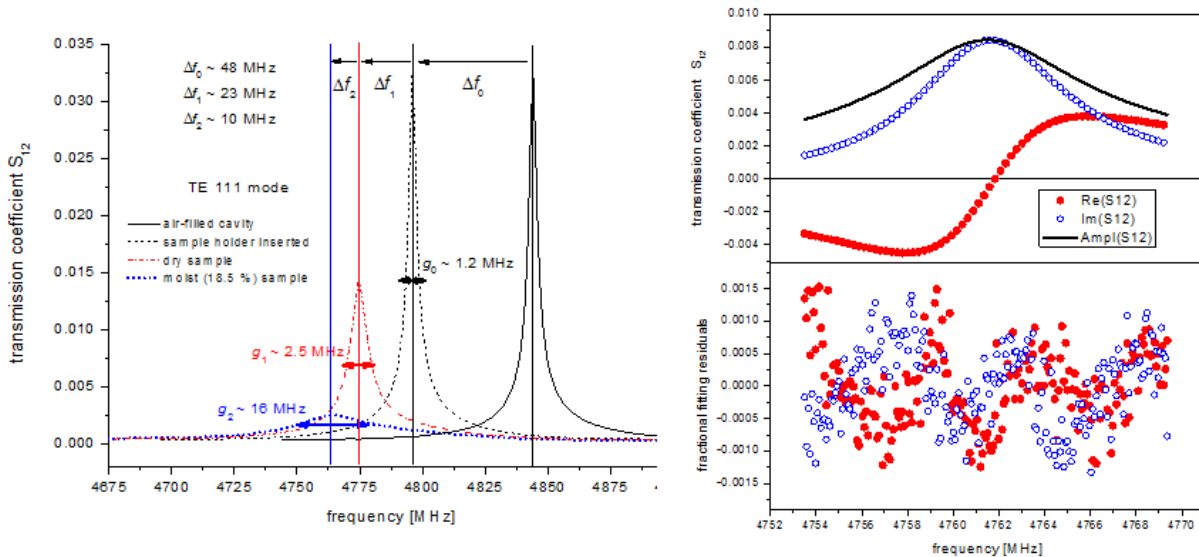 Δf0 ~ 48 MHz
Δf1 ~ 23 MHz
Δf2 ~ 10 MHz
Δf2
Δf1
Δf0
TE 111 mode
air-filled cavity
sample holder inserted
dry sample
moist (18.5 %) sample
g0 ~ 1.2 MHz
g1 ~ 2.5 MHz
g2 ~ 16 MHz
transmission coefficient S12
0.035
0.030
0.025
0.020
0.015
0.010
0.005
0.000
4675 4700 4725 4750 4775 4800 4825 4850 4875
frequency [MHz]
transmission coefficient S12
0.010
0.008
0.006
0.004
0.002
0.000
-0.002
-0.004
Re(S12)
Im(S12)
Ampl(S12)
fractional fitting residuals
0.0015
0.0010
0.0005
0.0000
-0.0005
-0.0010
-0.0015
4752 4754 4756 4758 4760 4762 4764 4766 4768 4770
frequency [MHz]